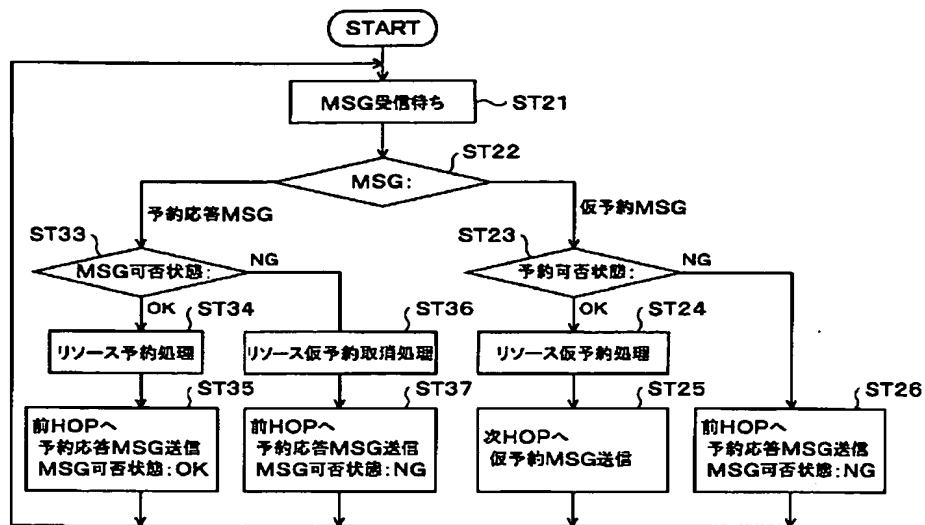 START
MSG受信待ち
ST21
ST22
MSG:
予約応答MSG
仮予約MSG
ST33
MSG可否状態:
NG
OK
ST23
予約可否状態:
NG
OK
ST34
リソース予約処理
ST36
リソース仮予約取消処理
ST24
リソース仮予約処理
ST35
前HOPへ
予約応答MSG送信
MSG可否状態:OK
ST37
前HOPへ
予約応答MSG送信
MSG可否状態:NG
ST25
次HOPへ
仮予約MSG送信
ST26
前HOPへ
予約応答MSG送信
MSG可否状態:NG